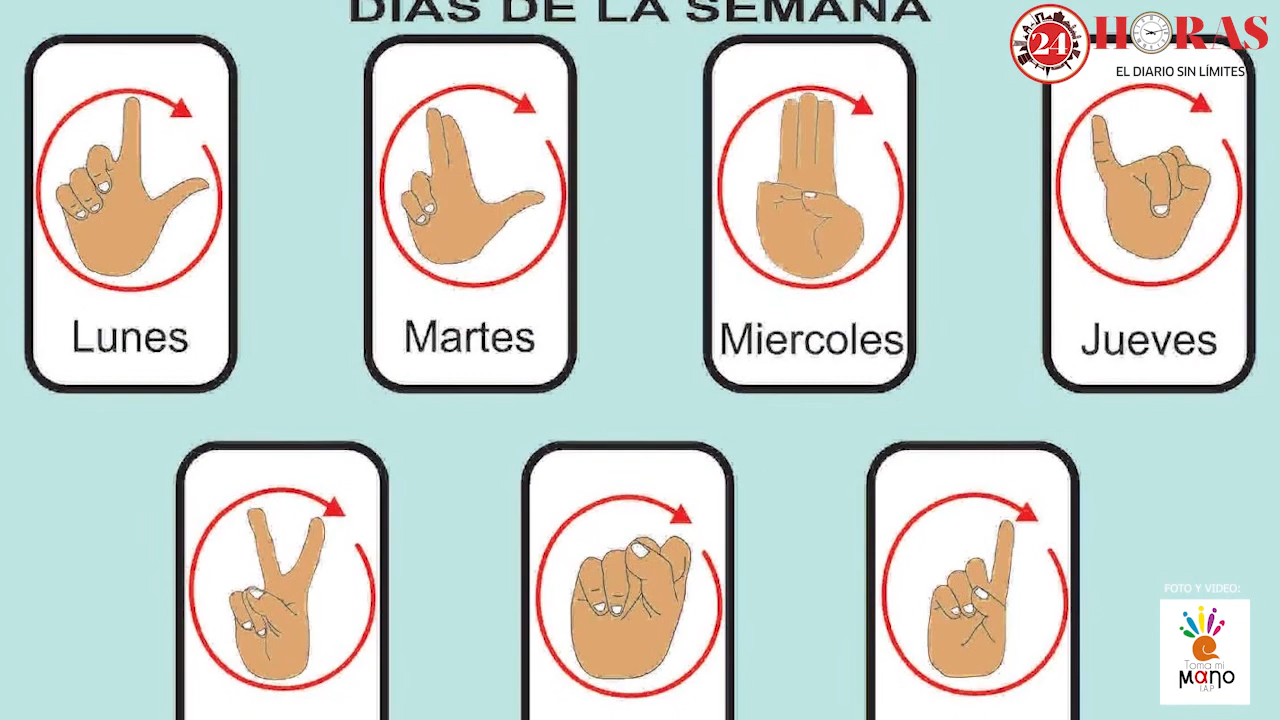 DIAS DE LA SEMANA
24 HORAS
EL DIARIO SIN LÍMITES
Lunes
Martes
Miercoles
Jueves
FOTO Y VIDEO:
Toma mi
Mano
I.A.P